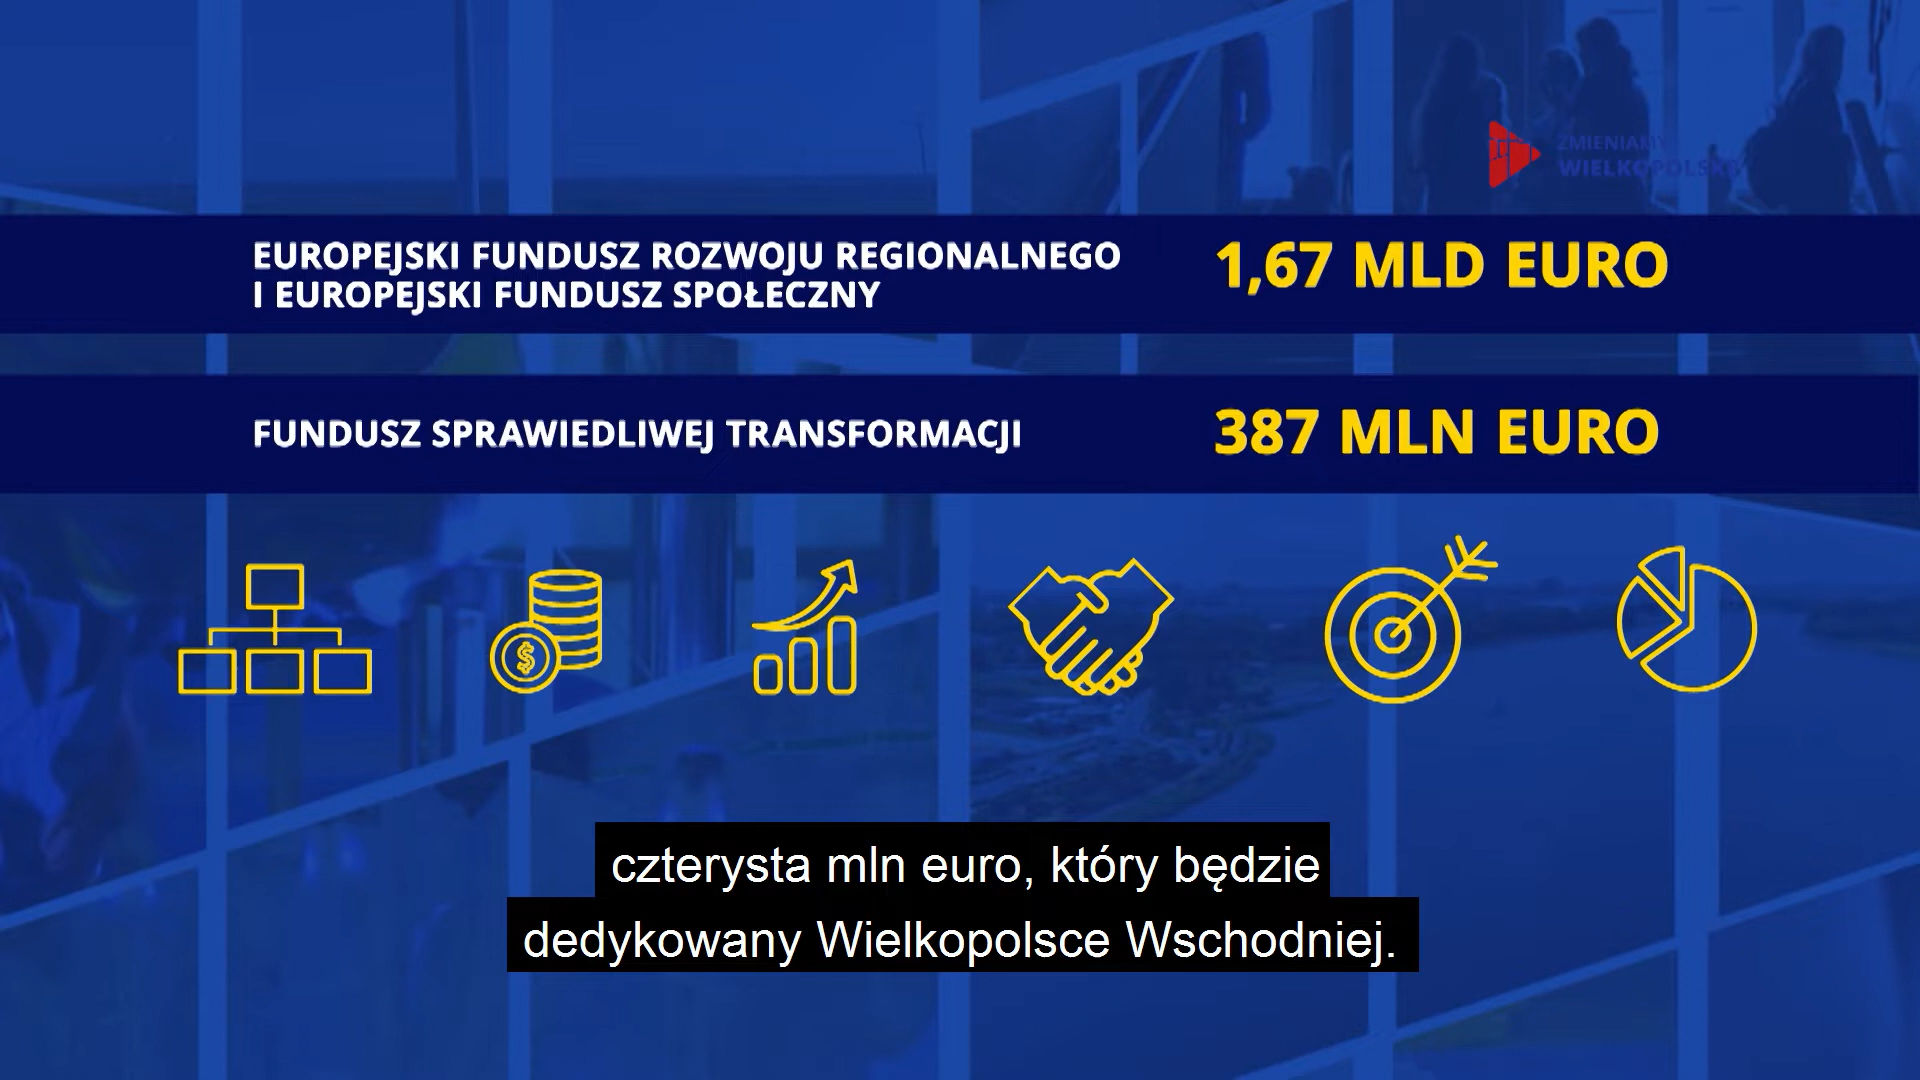 ZMIENIAMY
WIELKOPOLSKĘ
EUROPEJSKI FUNDUSZ ROZWOJU REGIONALNEGO
I EUROPEJSKI FUNDUSZ SPOŁECZNY
1,67 MLD EURO
FUNDUSZ SPRAWIEDLIWEJ TRANSFORMACJI
387 MLN EURO
$
czterysta mln euro, który będzie
dedykowany Wielkopolsce Wschodniej.